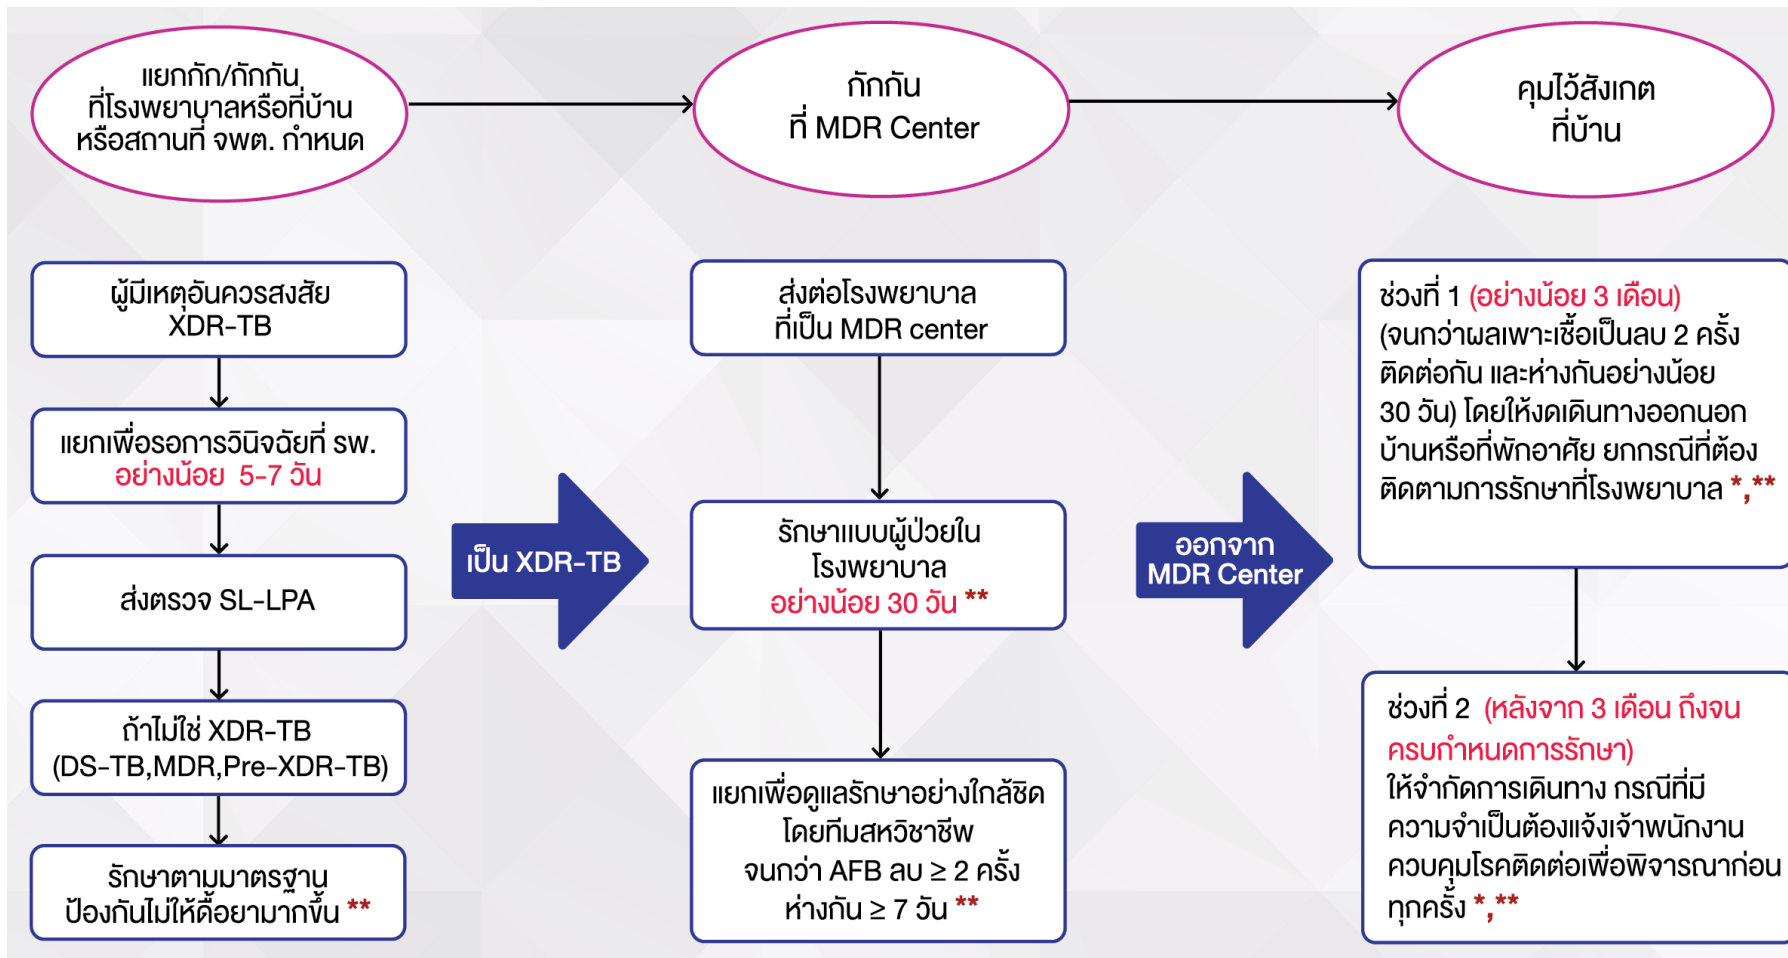 แยกกัก/กักกัน
ที่โรงพยาบาลหรือที่บ้าน
หรือสถานที่ จพต. กำหนด
กักกัน
ที่ MDR Center
คุมไว้สังเกต
ที่บ้าน
ผู้มีเหตุอันควรสงสัย
XDR-TB
แยกเพื่อรอการวินิจฉัยที่ รพ.
อย่างน้อย 5-7 วัน
ส่งตรวจ SL-LPA
ถ้าไม่ใช่ XDR-TB
(DS-TB,MDR,Pre-XDR-TB)
รักษาตามมาตรฐาน
ป้องกันไม่ให้ดื้อยามากขึ้น **
เป็น XDR-TB
ส่งต่อโรงพยาบาล
ที่เป็น MDR center
รักษาแบบผู้ป่วยใน
โรงพยาบาล
อย่างน้อย 30 วัน **
แยกเพื่อดูแลรักษาอย่างใกล้ชิด
โดยทีมสหวิชาชีพ
จนกว่า AFB ลบ ≥ 2 ครั้ง
ห่างกัน ≥ 7 วัน **
ออกจาก
MDR Center
ช่วงที่ 1 (อย่างน้อย 3 เดือน)
(จนกว่าผลเพาะเชื้อเป็นลบ 2 ครั้ง
ติดต่อกัน และห่างกันอย่างน้อย
30 วัน) โดยให้งดเดินทางออกนอก
บ้านหรือที่พักอาศัย ยกกรณีที่ต้อง
ติดตามการรักษาที่โรงพยาบาล *,**
ช่วงที่ 2 (หลังจาก 3 เดือน ถึงจน
ครบกำหนดการรักษา)
ให้จำกัดการเดินทาง กรณีที่มี
ความจำเป็นต้องแจ้งเจ้าพนักงาน
ควบคุมโรคติดต่อเพื่อพิจารณาก่อน
ทุกครั้ง *,**